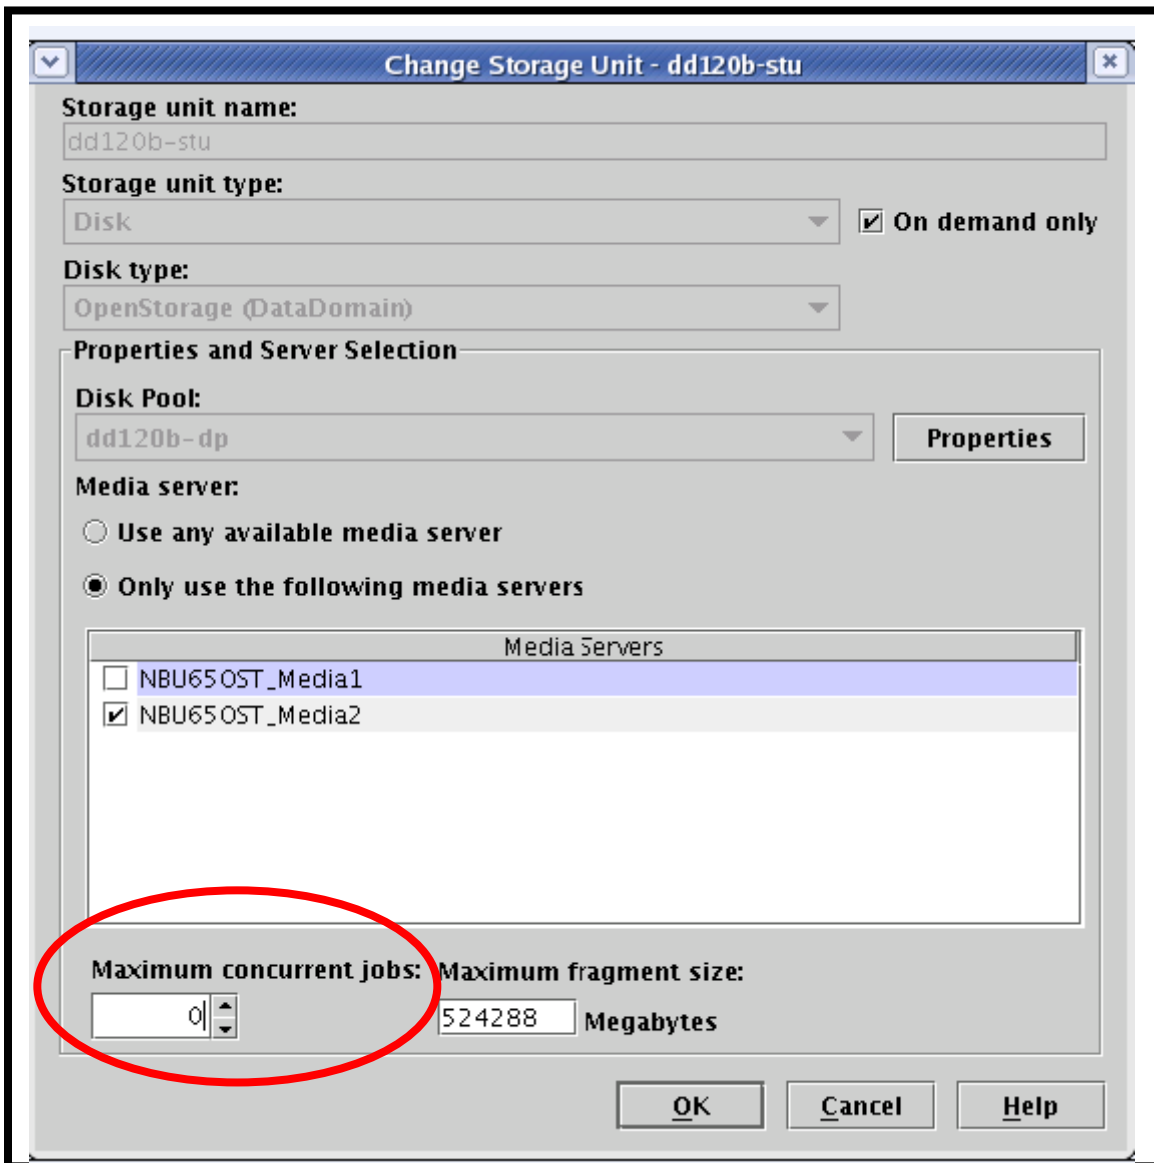 Change Storage Unit - dd120b-stu
Storage unit name:
dd120b-stu
Storage unit type:
Disk
On demand only
Disk type:
OpenStorage (DataDomain)
Properties and Server Selection
Disk Pool:
dd120b-dp
Properties
Media server:
Use any available media server
Only use the following media servers
Media Servers
NBU65OST_Media1
NBU65OST_Media2
Maximum concurrent jobs: Maximum fragment size:
0 524288 Megabytes
OK Cancel Help